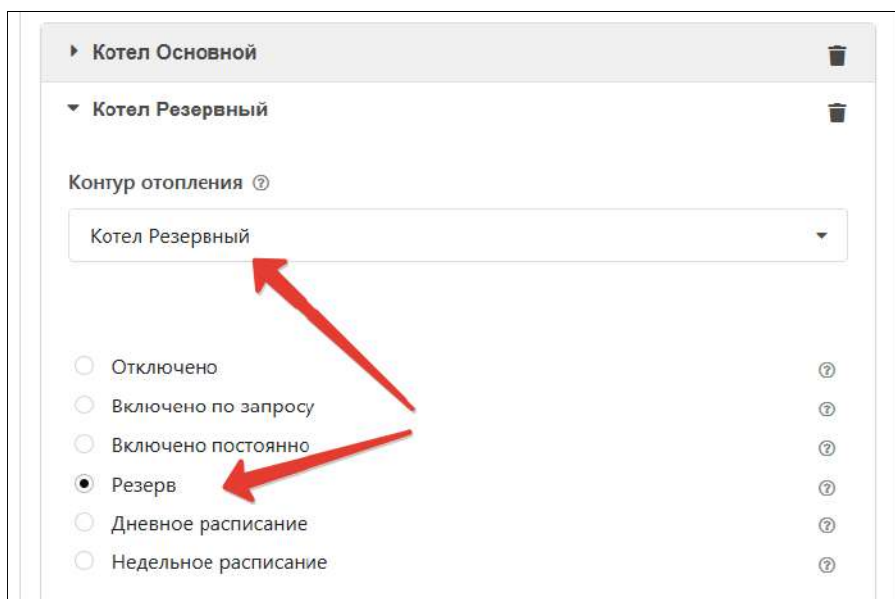 Котел Основной
Котел Резервный
Контур отопления
Котел Резервный
Отключено
Включено по запросу
Включено постоянно
Резерв
Дневное расписание
Недельное расписание